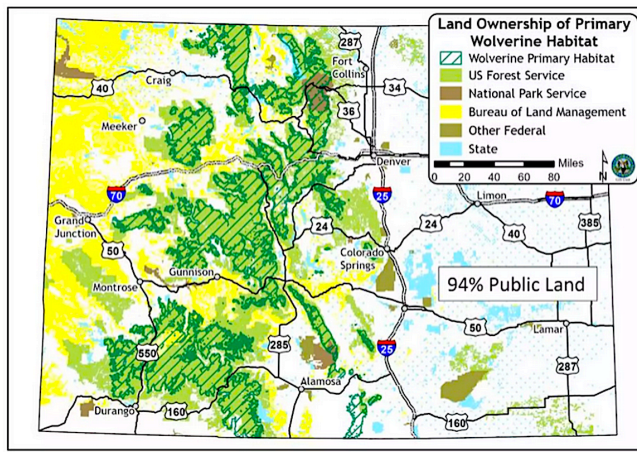 Land Ownership of Primary
Wolverine Habitat
Wolverine Primary Habitat
US Forest Service
National Park Service
Bureau of Land Management
Other Federal
State
0 20 40 80 Miles
N
287
Fort
Collins
Craig
40
34
36
Meeker
Denver
70
25
Limon
70
385
Grand
Junction
24
24
40
50
Colorado
Springs
Gunnison
Montrose
94% Public Land
50
Lamar
550
285
25
287
Alamosa
Durango
160
160